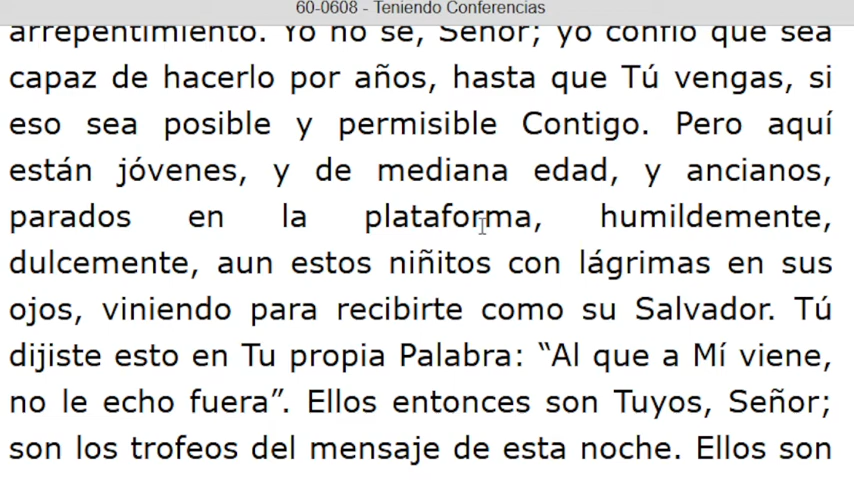 60-0608 - Teniendo Conferencias
arrepentimiento. Yo no sé, Señor; yo confío que sea
capaz de hacerlo por años, hasta que Tú vengas, si
eso sea posible y permisible Contigo. Pero aquí
están jóvenes, y de mediana edad, y ancianos,
parados en la plataforma, humildemente,
dulcemente, aun estos niñitos con lágrimas en sus
ojos, viniendo para recibirte como su Salvador. Tú
dijiste esto en Tu propia Palabra: “Al que a Mí viene,
no le echo fuera”. Ellos entonces son Tuyos, Señor;
son los trofeos del mensaje de esta noche. Ellos son